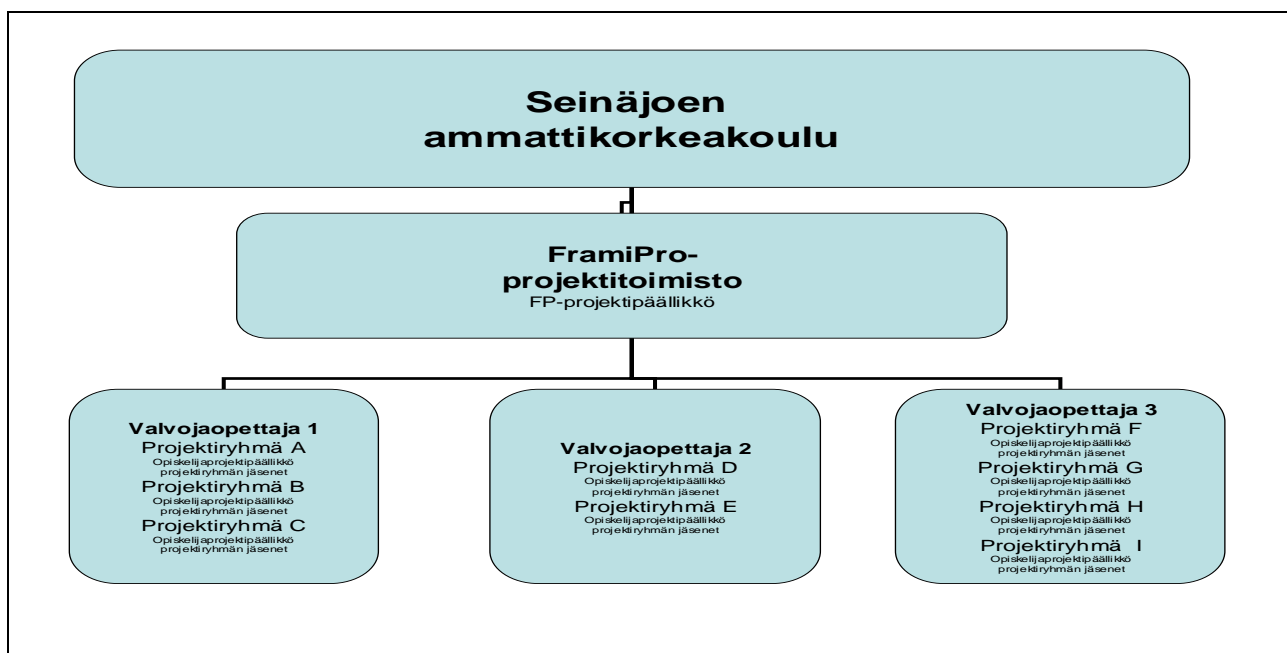 Seinäjoen
ammattikorkeakoulu
FramiPro-
projektitoimisto
FP-projektipäällikkö
Valvojaopettaja 1
Projektiryhmä A
Opiskelijaprojektipäällikkö
projektiryhmän jäsenet
Projektiryhmä B
Opiskelijaprojektipäällikkö
projektiryhmän jäsenet
Projektiryhmä C
Opiskelijaprojektipäällikkö
projektiryhmän jäsenet
Valvojaopettaja 2
Projektiryhmä D
Opiskelijaprojektipäällikkö
projektiryhmän jäsenet
Projektiryhmä E
Opiskelijaprojektipäällikkö
projektiryhmän jäsenet
Valvojaopettaja 3
Projektiryhmä F
Opiskelijaprojektipäällikkö
projektiryhmän jäsenet
Projektiryhmä G
Opiskelijaprojektipäällikkö
projektiryhmän jäsenet
Projektiryhmä H
Opiskelijaprojektipäällikkö
projektiryhmän jäsenet
Projektiryhmä I
Opiskelijaprojektipäällikkö
projektiryhmän jäsenet